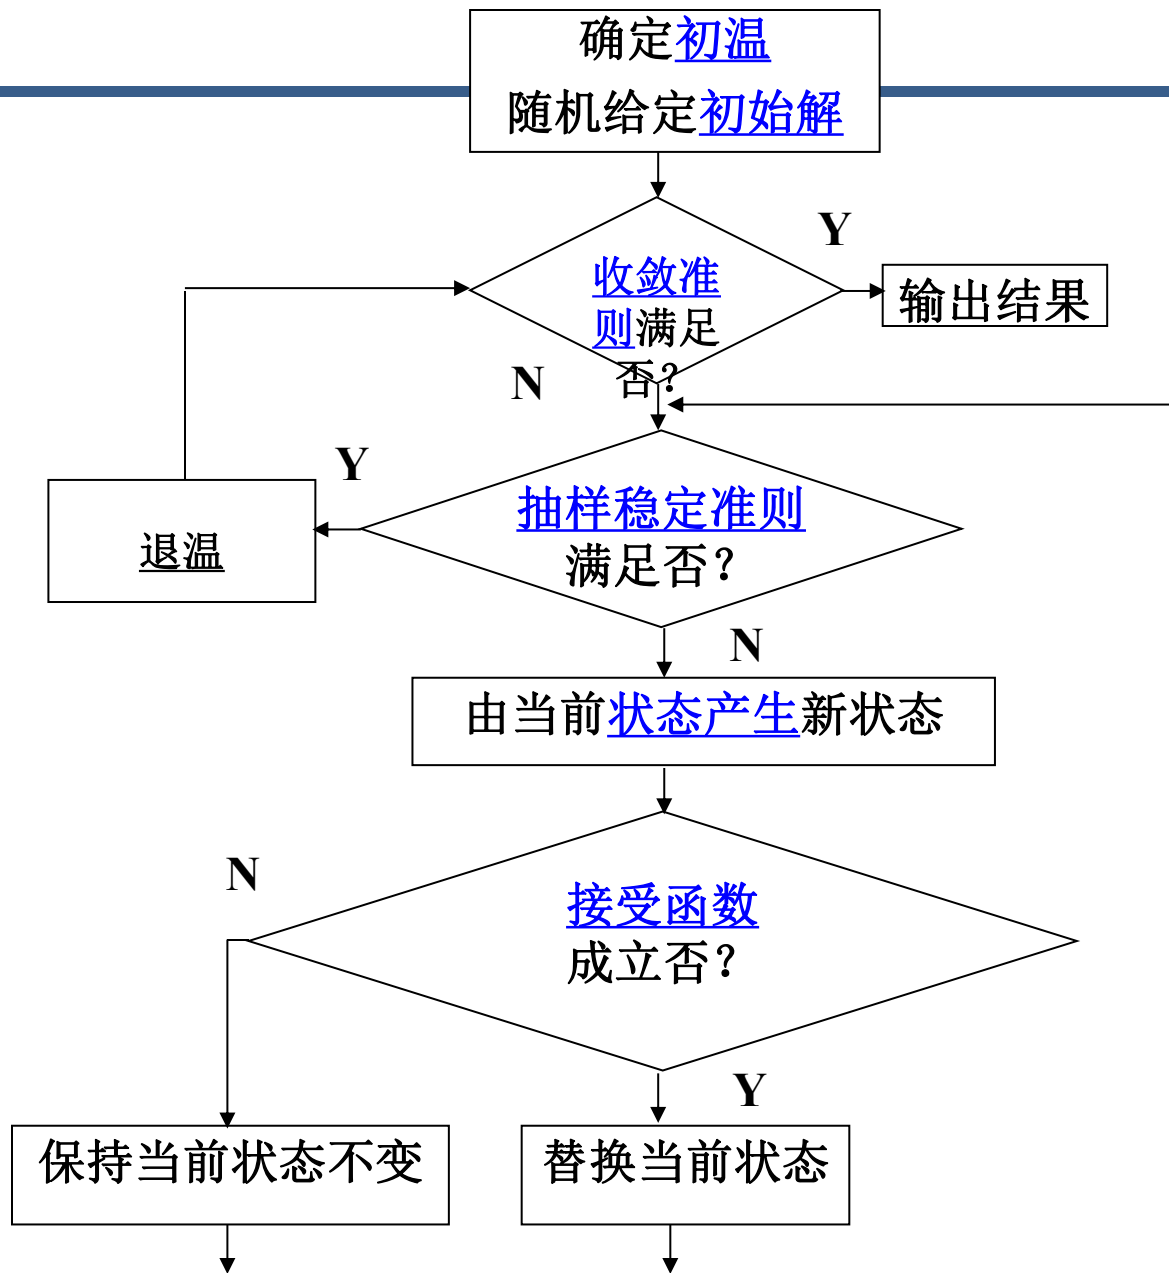 确定初温
随机给定初始解
Y
收敛准
则满足
否?
输出结果
N
Y
抽样稳定准则
满足否?
退温
N
由当前状态产生新状态
N
接受函数
成立否?
Y
保持当前状态不变
替换当前状态